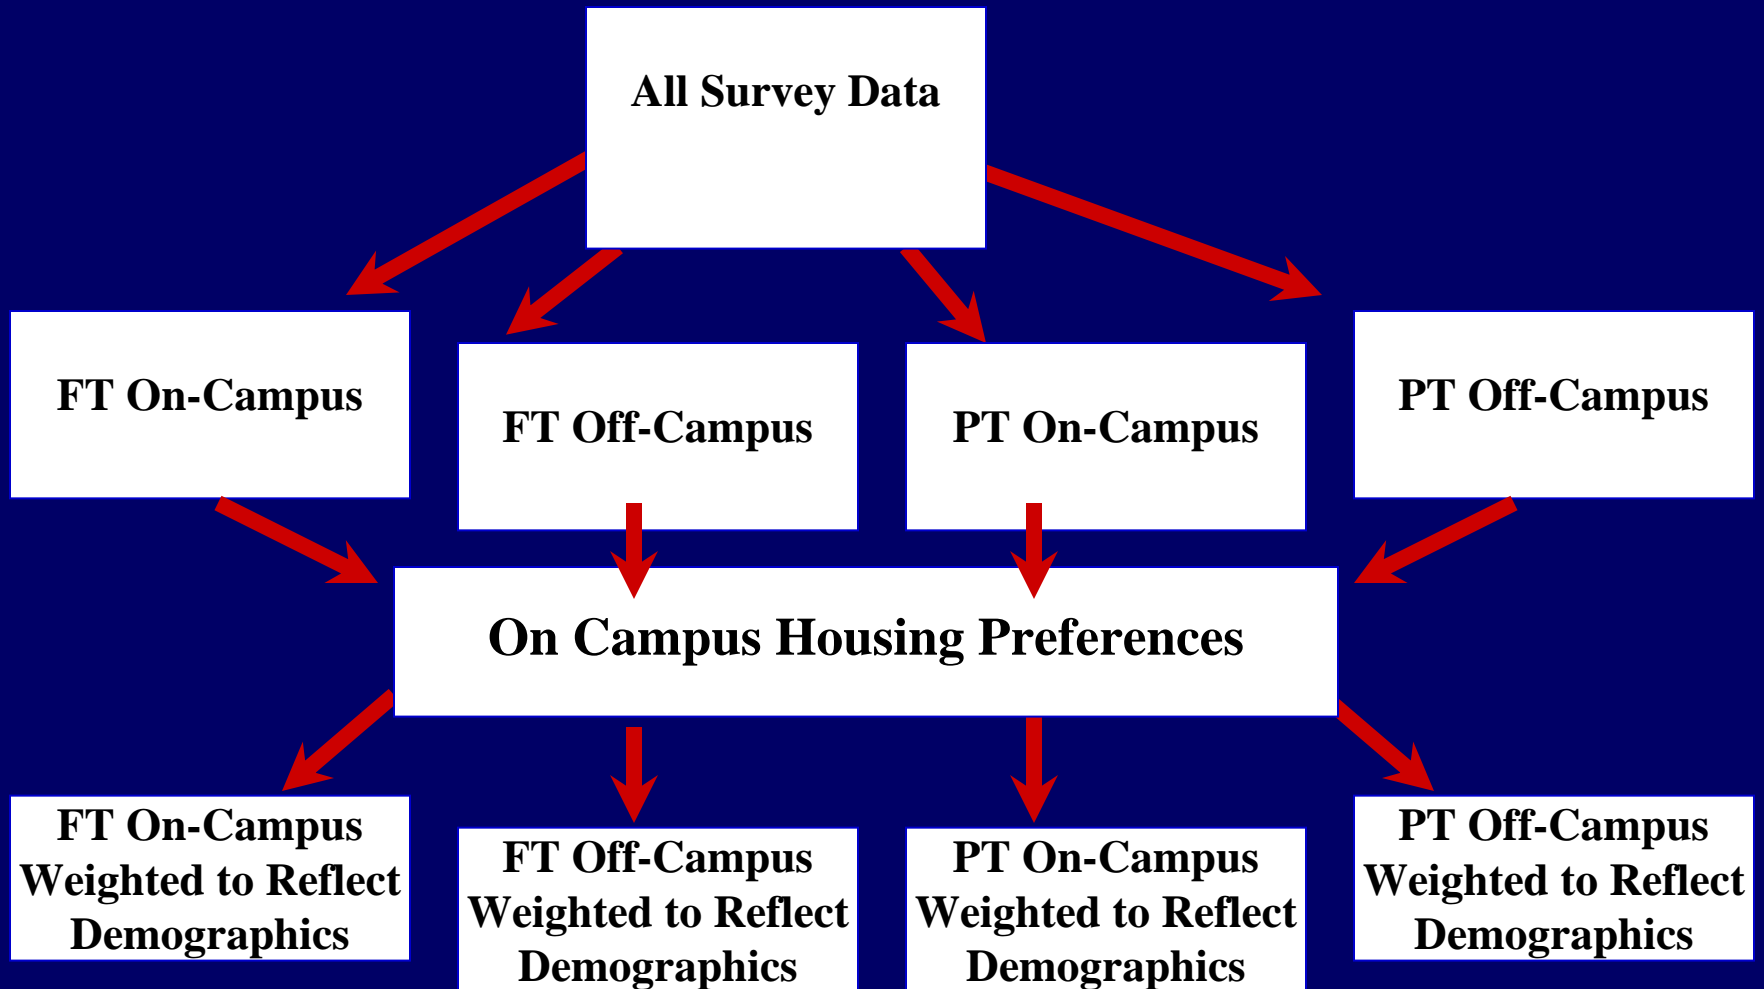 All Survey Data
FT On-Campus
FT Off-Campus
PT On-Campus
PT Off-Campus
On Campus Housing Preferences
FT On-Campus
Weighted to Reflect
Demographics
FT Off-Campus
Weighted to Reflect
Demographics
PT On-Campus
Weighted to Reflect
Demographics
PT Off-Campus
Weighted to Reflect
Demographics